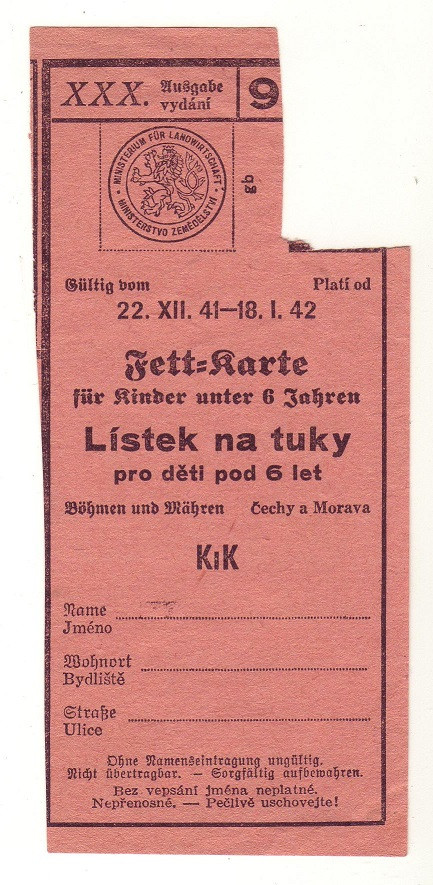 XXX. Ausgabe vydání 9
MINISTERIUM FÜR LANDWIRTSCHAFT
MINISTERSTVO ZEMĚDĚLSTVÍ
Gültig vom Platí od
22. XII. 41—18. I. 42
Fett=Karte
für Kinder unter 6 Jahren
Lístek na tuky
pro děti pod 6 let
Böhmen und Mähren Čechy a Morava
KiK
Name
Jméno
Wohnort
Bydliště
Straße
Ulice
Ohne Namenseintragung ungültig.
Nicht übertragbar. — Sorgfältig aufbewahren.
Bez vepsání jména neplatné.
Nepřenosné. — Pečlivě uschovejte!